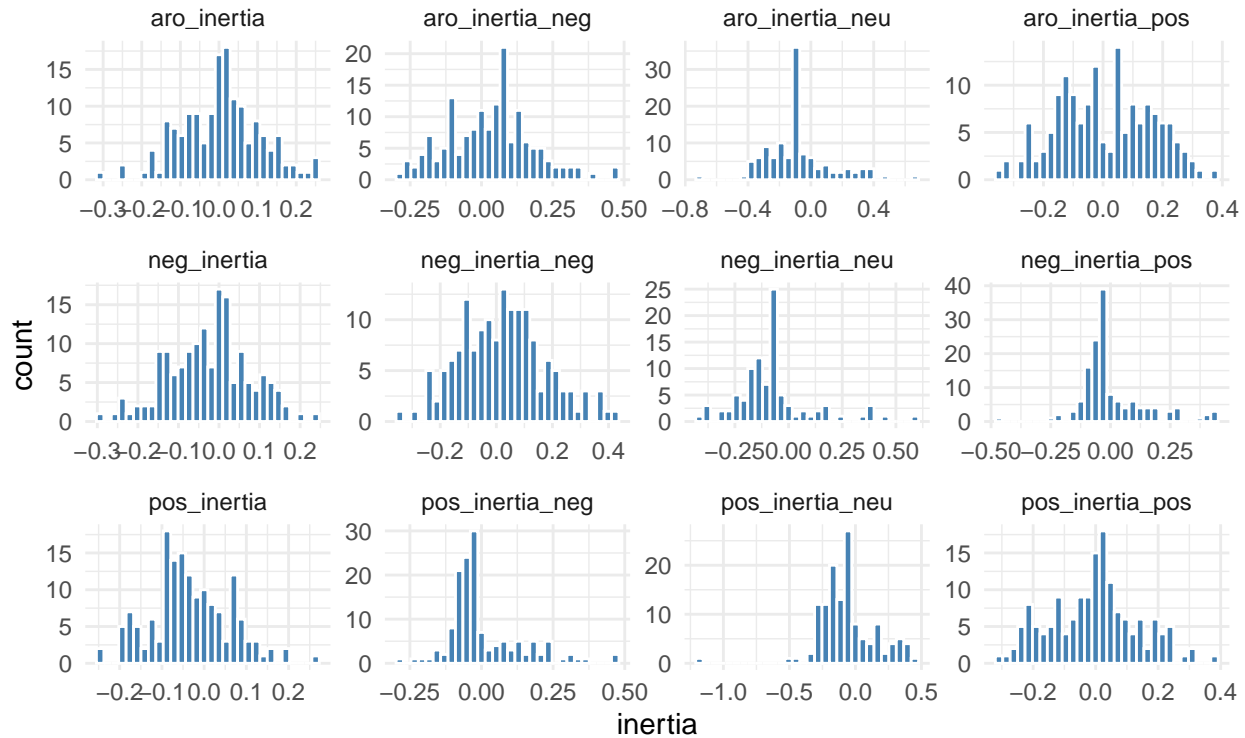 aro_inertia aro_inertia_neg aro_inertia_neu aro_inertia_pos
15
10
5
0
−0.3 −0.2 −0.1 0.0 0.1 0.2
20
15
10
5
0
−0.25 0.00 0.25 0.50
30
20
10
0
−0.8 −0.4 0.0 0.4
10
5
0
−0.2 0.0 0.2 0.4
neg_inertia neg_inertia_neg neg_inertia_neu neg_inertia_pos
15
10
5
0
−0.3 −0.2 −0.1 0.0 0.1 0.2
10
5
0
−0.2 0.0 0.2 0.4
25
20
15
10
5
0
−0.25 0.00 0.25 0.50
40
30
20
10
0
−0.50 −0.25 0.00 0.25
count
pos_inertia pos_inertia_neg pos_inertia_neu pos_inertia_pos
15
10
5
0
−0.2 −0.1 0.0 0.1 0.2
30
20
10
0
−0.25 0.00 0.25 0.50
20
10
0
−1.0 −0.5 0.0 0.5
15
10
5
0
−0.2 0.0 0.2 0.4
inertia